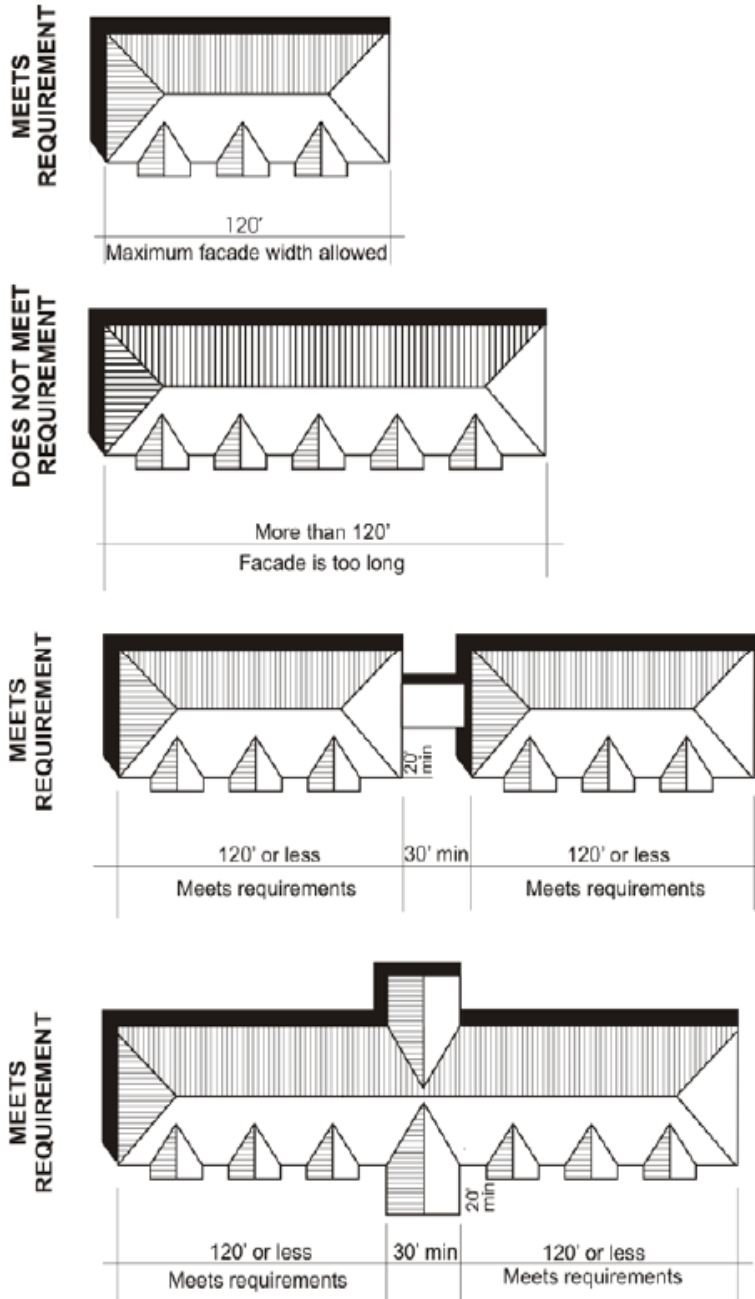 MEETS
REQUIREMENT
120'
Maximum facade width allowed
DOES NOT MEET
REQUIREMENT
More than 120'
Facade is too long
MEETS
REQUIREMENT
20'
min
120' or less
30' min
120' or less
Meets requirements
Meets requirements
MEETS
REQUIREMENT
20'
min
120' or less
30' min
120' or less
Meets requirements
Meets requirements